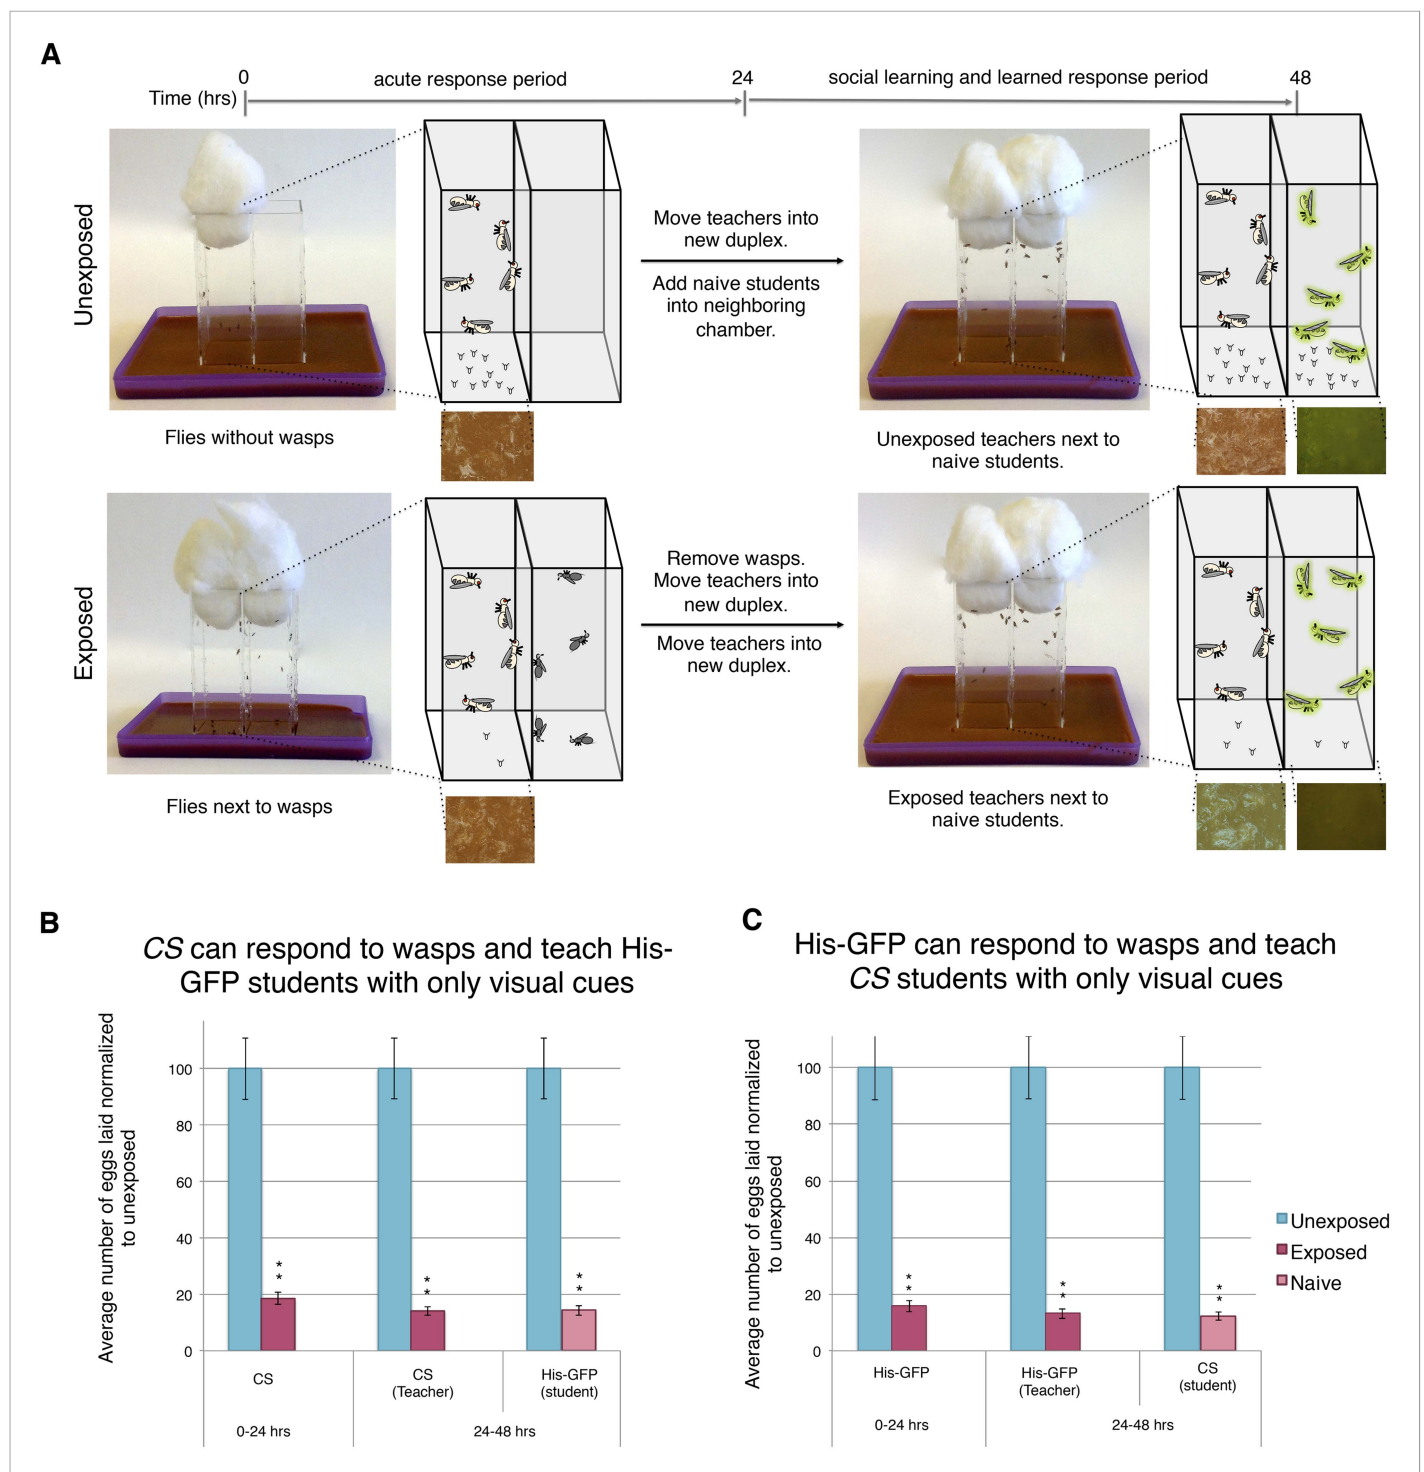 A
0
acute response period
24
social learning and learned response period
48
Time (hrs)
Unexposed
Move teachers into
new duplex.
Add naive students
into neighboring
chamber.
Flies without wasps
Unexposed teachers next to
naive students.
Exposed
Remove wasps.
Move teachers into
new duplex.
Move teachers into
new duplex.
Flies next to wasps
Exposed teachers next to
naive students.
B
CS can respond to wasps and teach His-
GFP students with only visual cues
Average number of eggs laid normalized
to unexposed
100
80
60
40
20
0
*
*
*
*
*
*
CS
CS
(Teacher)
His-GFP
(student)
0-24 hrs
24-48 hrs
C
His-GFP can respond to wasps and teach
CS students with only visual cues
Average number of eggs laid normalized
to unexposed
100
80
60
40
20
0
*
*
*
*
*
*
His-GFP
His-GFP
(Teacher)
CS
(student)
0-24 hrs
24-48 hrs
Unexposed
Exposed
Naive